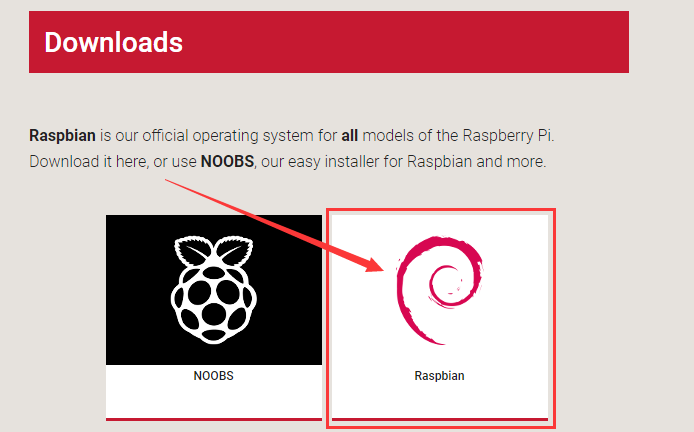 Downloads
Raspbian is our official operating system for all models of the Raspberry Pi.
Download it here, or use NOOBS, our easy installer for Raspbian and more.
NOOBS
Raspbian